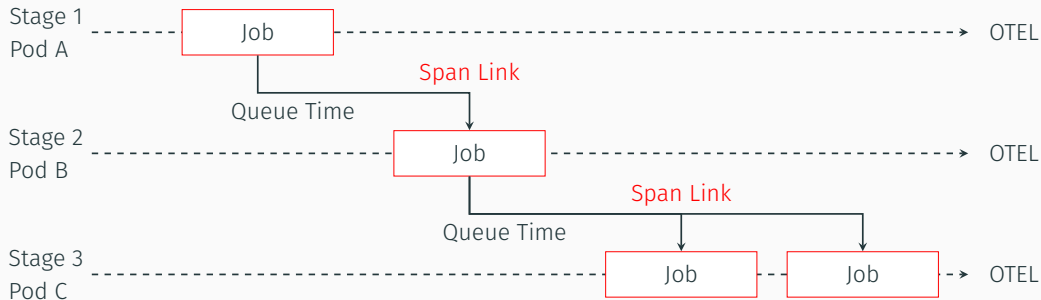 Stage 1
Pod A
Job
OTEL
Span Link
Queue Time
Stage 2
Pod B
Job
OTEL
Span Link
Queue Time
Stage 3
Pod C
Job
Job
OTEL